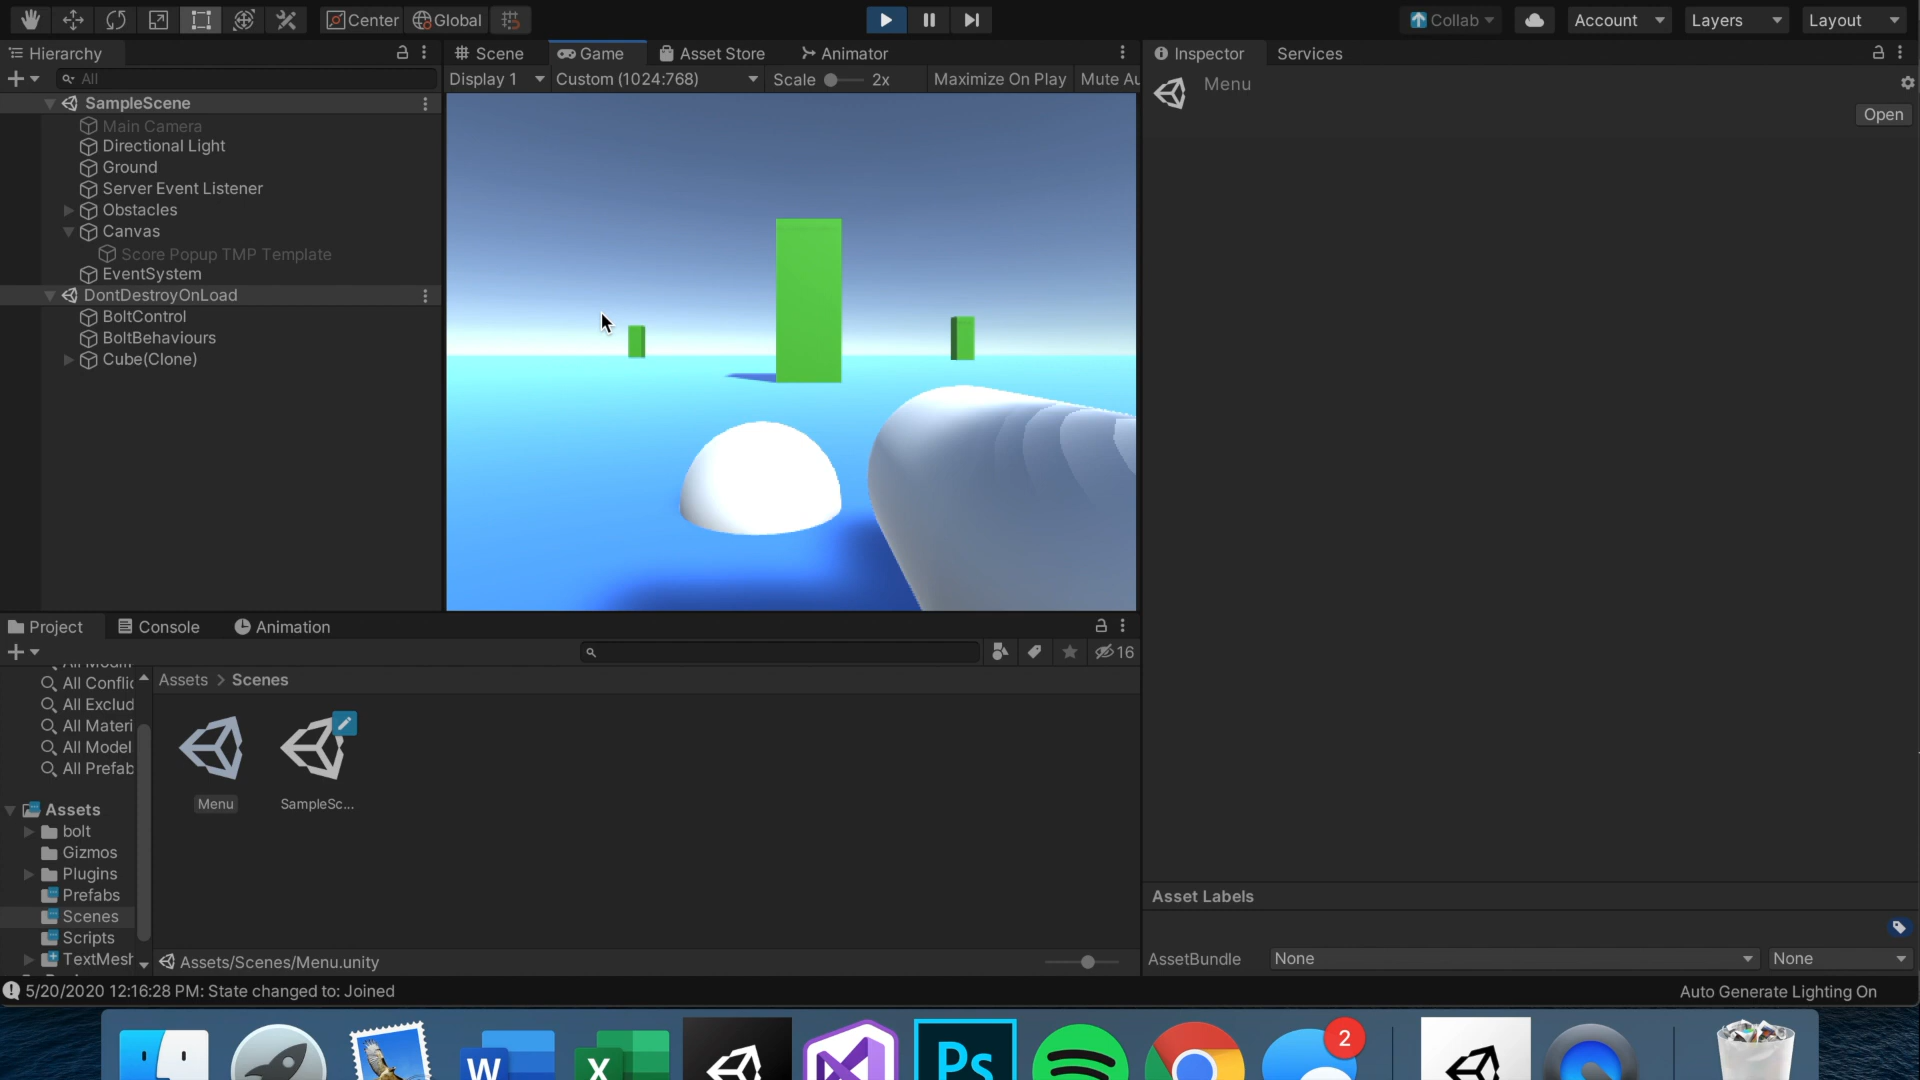 Center
Global
Collab
Account
Layers
Layout
Hierarchy
Scene
Game
Asset Store
Animator
Inspector
Services
All
Display 1
Custom (1024:768)
Scale
2x
Maximize On Play
Mute Au
Menu
Open
SampleScene
Main Camera
Directional Light
Ground
Server Event Listener
Obstacles
Canvas
Score Popup TMP Template
EventSystem
DontDestroyOnLoad
BoltControl
BoltBehaviours
Cube(Clone)
Project
Console
Animation
16
All Conflic
All Exclud
All Materi
All Model
All Prefab
Assets
bolt
Gizmos
Plugins
Prefabs
Scenes
Scripts
TextMesh
Assets > Scenes
Menu
SampleSc...
Assets/Scenes/Menu.unity
Asset Labels
AssetBundle
None
None
5/20/2020 12:16:28 PM: State changed to: Joined
Auto Generate Lighting On
W
X
Ps
2